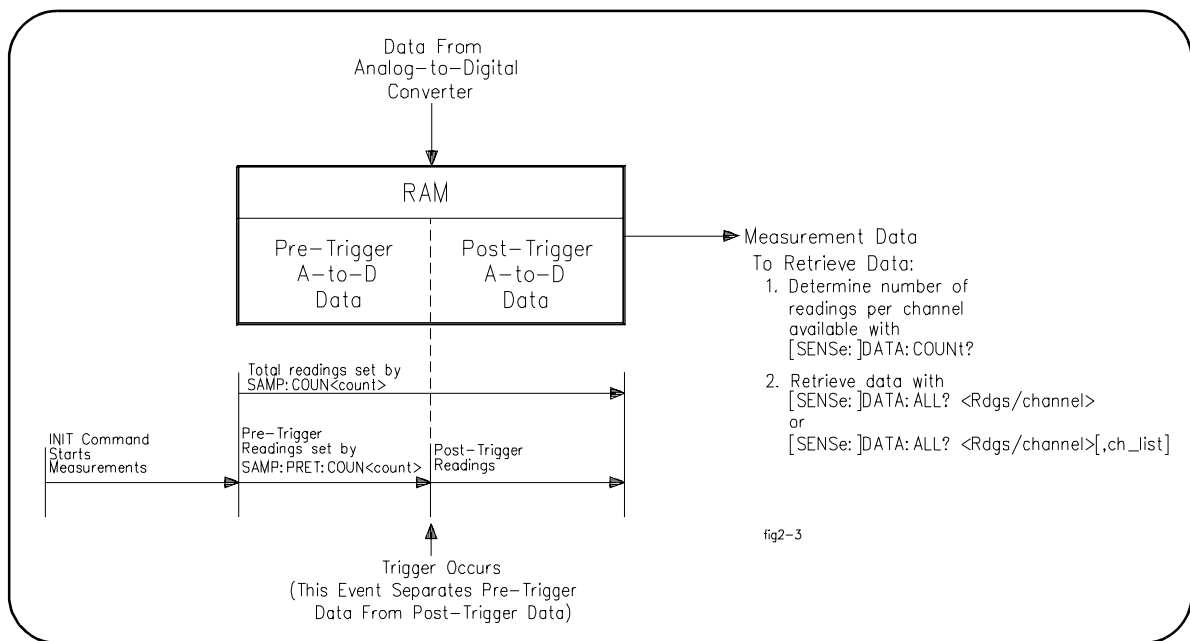 Data From
Analog-to-Digital
Converter
RAM
Pre-Trigger
A-to-D
Data
Post-Trigger
A-to-D
Data
Measurement Data
To Retrieve Data:
1. Determine number of
readings per channel
available with
[SENSe:]DATA:COUNt?
2. Retrieve data with
[SENSe:]DATA:ALL? <Rdgs/channel>
or
[SENSe:]DATA:ALL? <Rdgs/channel>[,ch_list]
Total readings set by
SAMP:COUN<count>
INIT Command
Starts
Measurements
Pre-Trigger
Readings set by
SAMP:PRET:COUN<count>
Post-Trigger
Readings
fig2-3
Trigger Occurs
(This Event Separates Pre-Trigger
Data From Post-Trigger Data)